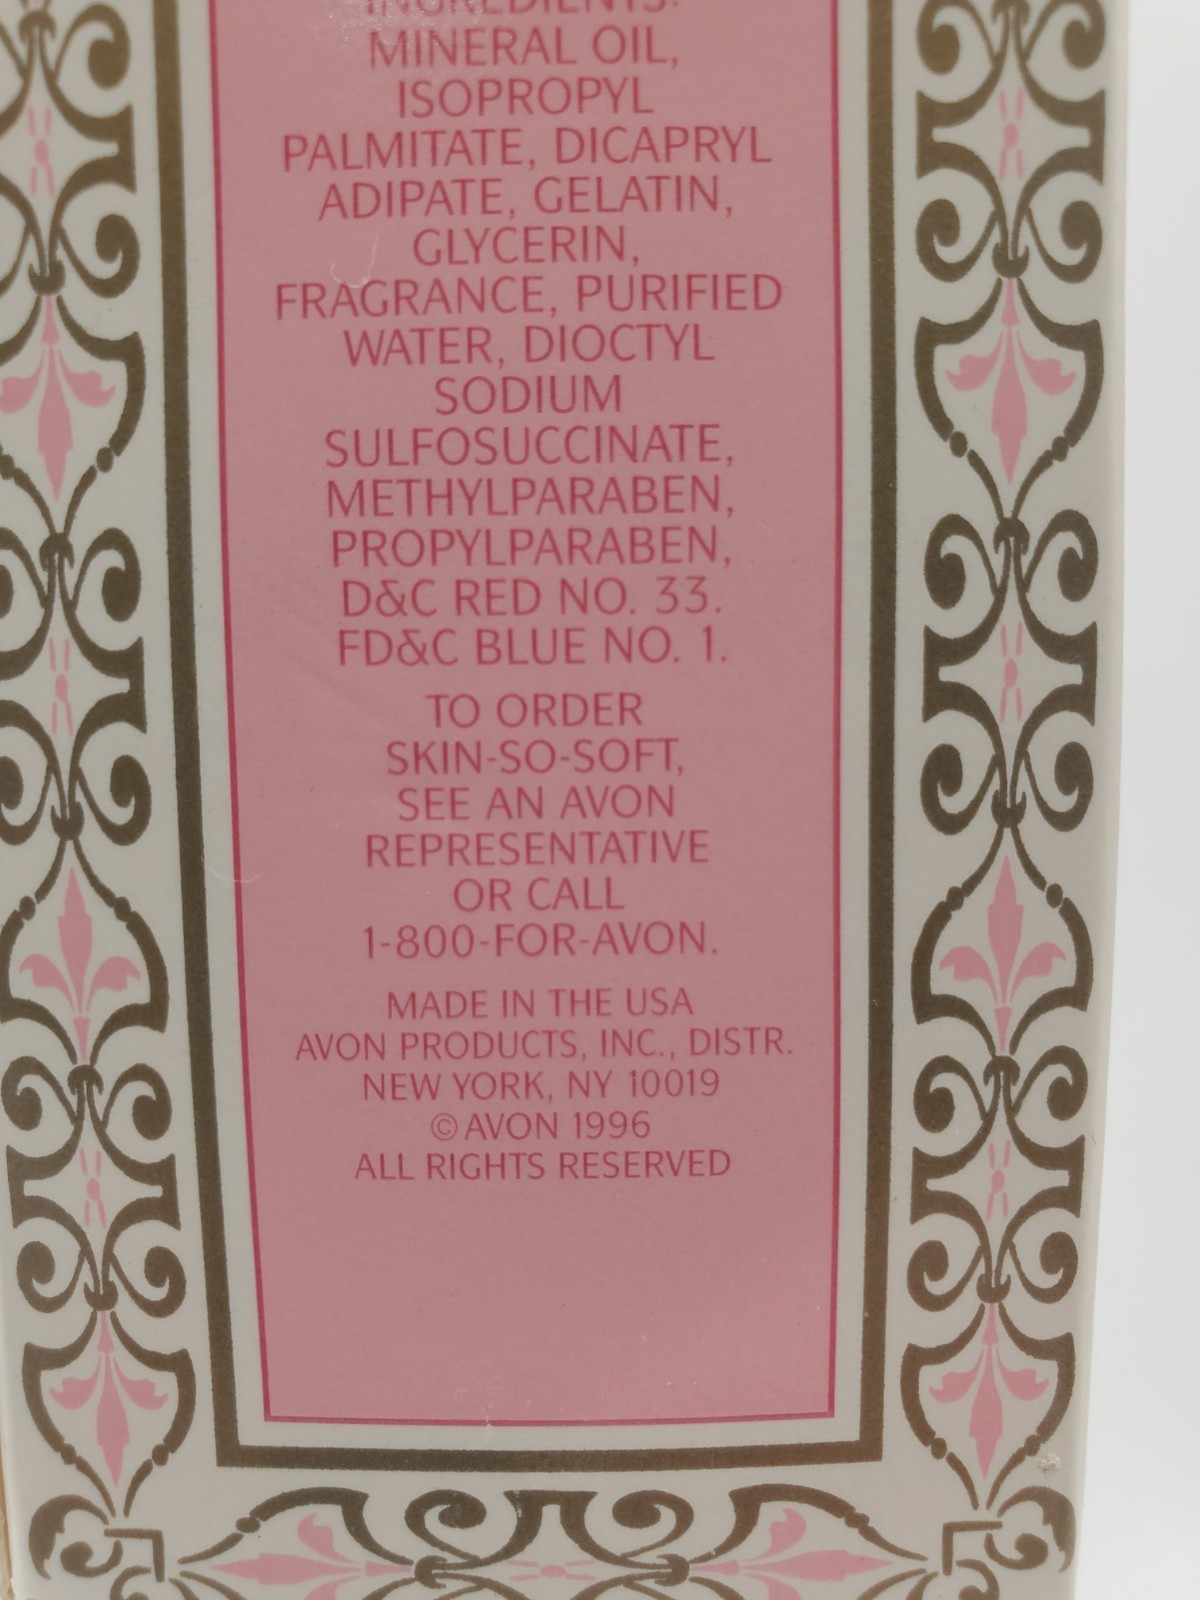 INGREDIENTS:
MINERAL OIL,
ISOPROPYL
PALMITATE, DICAPRYL
ADIPATE, GELATIN,
GLYCERIN,
FRAGRANCE, PURIFIED
WATER, DIOCTYL
SODIUM
SULFOSUCCINATE,
METHYLPARABEN,
PROPYLPARABEN,
D&C RED NO. 33.
FD&C BLUE NO. 1.
TO ORDER
SKIN-SO-SOFT,
SEE AN AVON
REPRESENTATIVE
OR CALL
1-800-FOR-AVON.
MADE IN THE USA
AVON PRODUCTS, INC., DISTR.
NEW YORK, NY 10019
© AVON 1996
ALL RIGHTS RESERVED